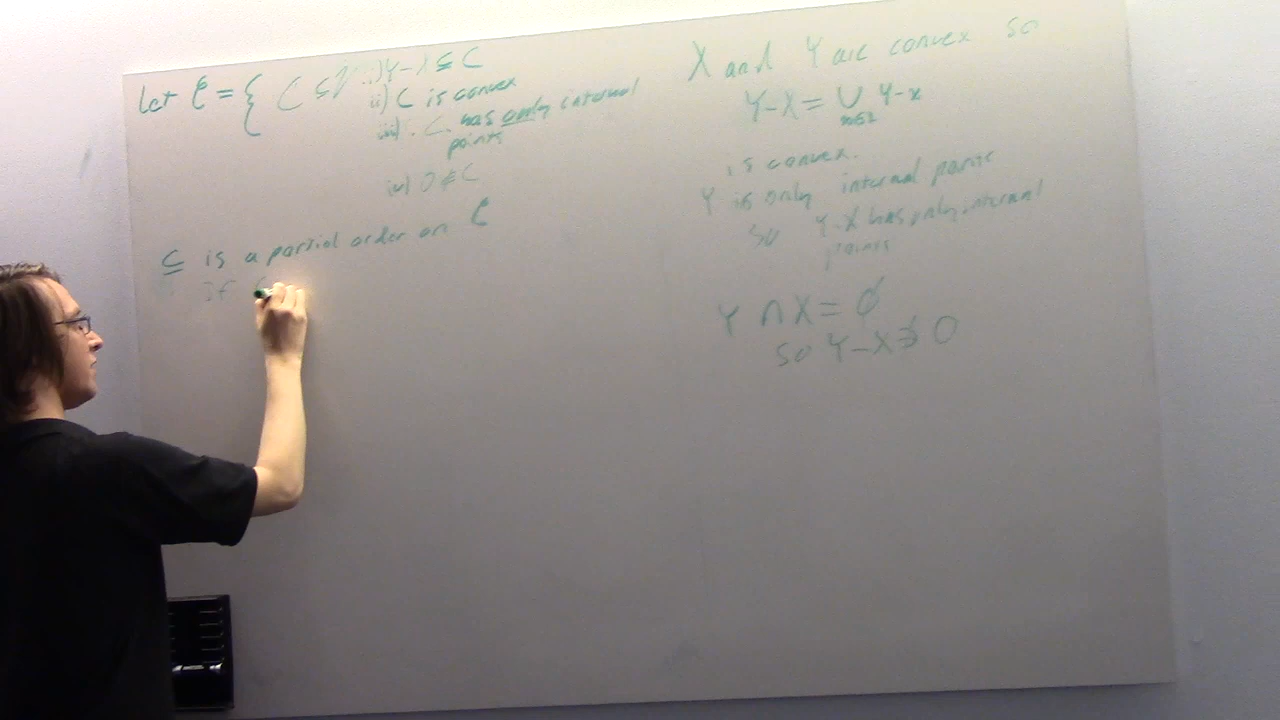 Let C = { C ⊆ V i) Y-X ⊆ C
ii) C is convex
iii) C has only internal
points
iv) 0 ∉ C
⊆ is a partial order on C
If
X and Y are convex so
Y-X = ∪ Y-x
x∈X
is convex.
Y is only internal points
so Y-X has only internal
points
Y ∩ X = ∅
so Y-X ∌ 0